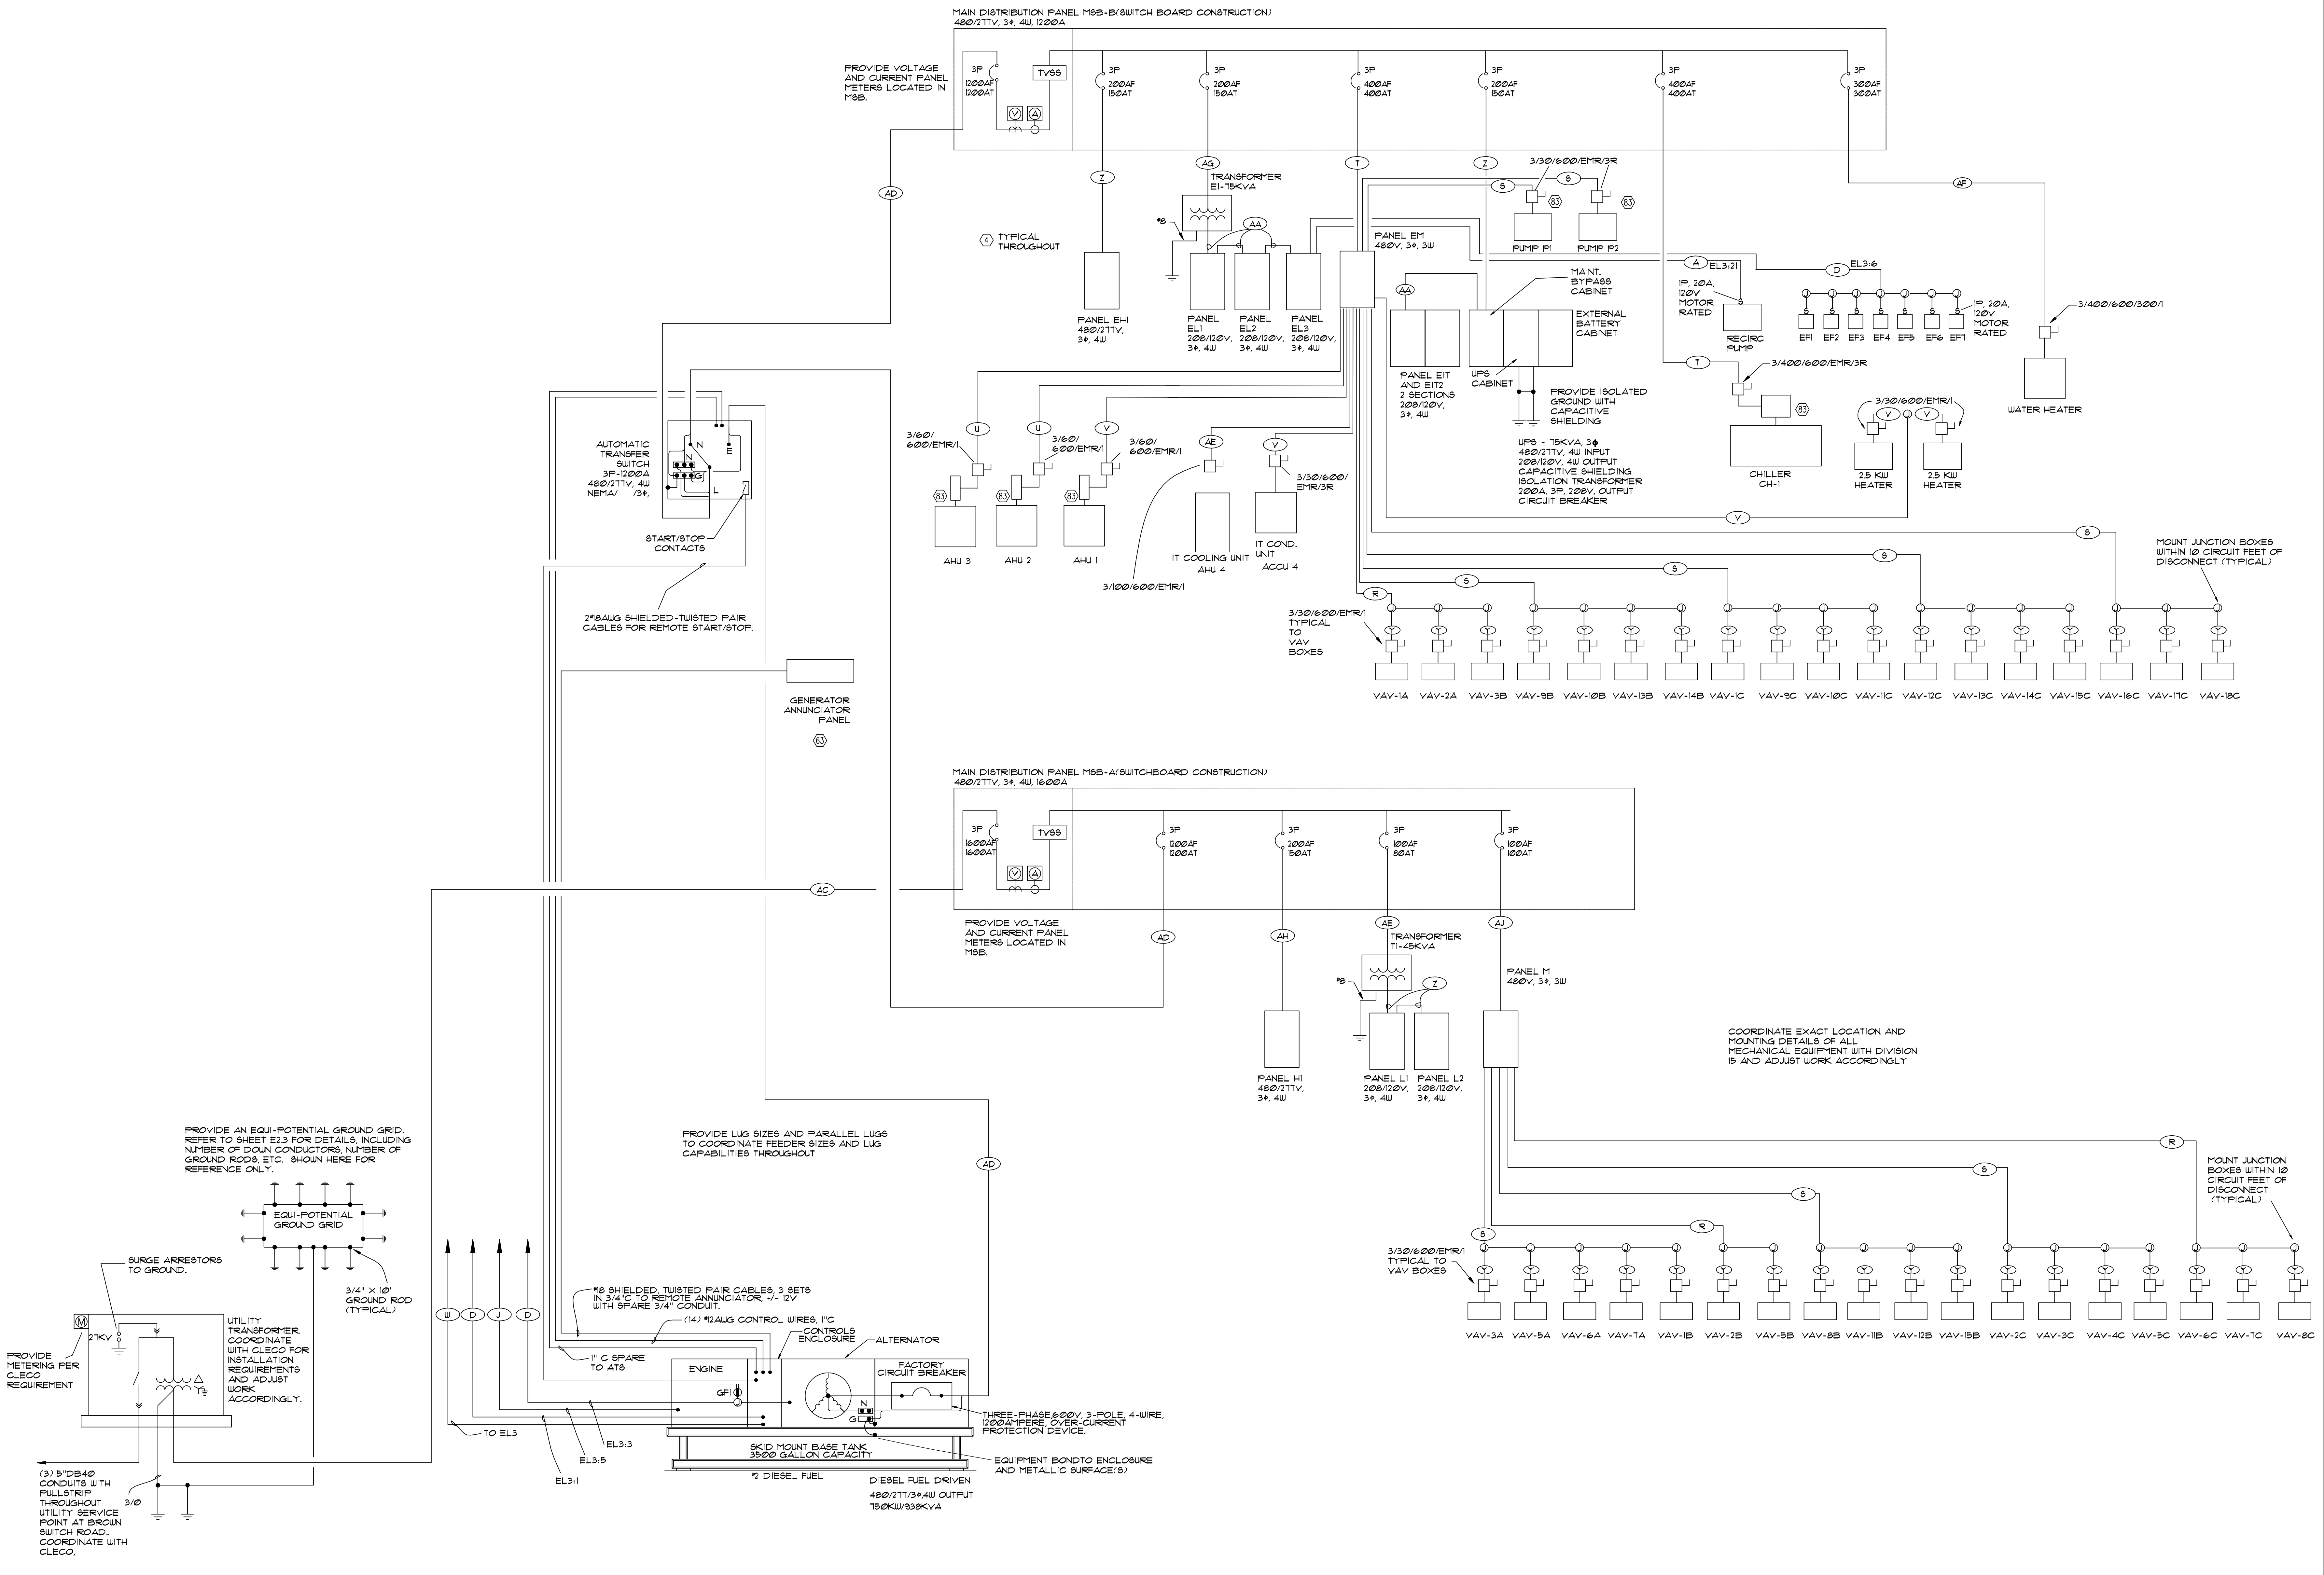 MAIN DISTRIBUTION PANEL MSB-B(SWITCH BOARD CONSTRUCTION)
480/277V, 3ϕ, 4W, 1200A
PROVIDE VOLTAGE
AND CURRENT PANEL
METERS LOCATED IN
MSB.
3P
1200AF
1200AT
TVSS
V
A
3P
200AF
150AT
3P
200AF
150AT
3P
400AF
400AT
3P
200AF
150AT
3P
400AF
400AT
3P
300AF
300AT
AD
Z
AG
T
Z
AF
TRANSFORMER
E1-75KVA
#8
AA
4
TYPICAL
THROUGHOUT
3/30/600/EMR/3R
S
S
83
83
PUMP P1
PUMP P2
PANEL EM
480V, 3ϕ, 3W
PANEL EH1
480/277V,
3ϕ, 4W
PANEL
EL1
208/120V,
3ϕ, 4W
PANEL
EL2
208/120V,
3ϕ, 4W
PANEL
EL3
208/120V,
3ϕ, 4W
AA
MAINT.
BYPASS
CABINET
EXTERNAL
BATTERY
CABINET
UPS
CABINET
PANEL EIT
AND EIT2
2 SECTIONS
208/120V,
3ϕ, 4W
PROVIDE ISOLATED
GROUND WITH
CAPACITIVE
SHIELDING
UPS - 75KVA, 3ϕ
480/277V, 4W INPUT
208/120V, 4W OUTPUT
CAPACITIVE SHIELDING
ISOLATION TRANSFORMER
200A, 3P, 208V, OUTPUT
CIRCUIT BREAKER
A
EL3:21
D
EL3:6
1P, 20A,
120V
MOTOR
RATED
S
RECIRC
PUMP
J J J J J J J
S S S S S S S
EF1
EF2
EF3
EF4
EF5
EF6
EF7
1P, 20A,
120V
MOTOR
RATED
3/400/600/300/1
WATER HEATER
T
3/400/600/EMR/3R
83
CHILLER
CH-1
3/30/600/EMR/1
V
J
V
2.5 KW
HEATER
2.5 KW
HEATER
U
U
V
AE
V
3/60/
600/EMR/1
3/60/
600/EMR/1
3/60/
600/EMR/1
83
83
83
AHU 3
AHU 2
AHU 1
3/100/600/EMR/1
IT COOLING UNIT
AHU 4
3/30/600/
EMR/3R
IT COND.
UNIT
ACCU 4
AUTOMATIC
TRANSFER
SWITCH
3P-1200A
480/277V, 4W
NEMA/ /3ϕ,
N
E
N
G
L
START/STOP
CONTACTS
2#18AWG SHIELDED-TWISTED PAIR
CABLES FOR REMOTE START/STOP.
V
S
S
S
S
R
MOUNT JUNCTION BOXES
WITHIN 10 CIRCUIT FEET OF
DISCONNECT (TYPICAL)
3/30/600/EMR/1
TYPICAL
TO
VAV
BOXES
J J J J J J J J J J J J J J J J J J
Y Y Y Y Y Y Y Y Y Y Y Y Y Y Y Y Y Y
VAV-1A
VAV-2A
VAV-3B
VAV-9B
VAV-10B
VAV-13B
VAV-14B
VAV-1C
VAV-9C
VAV-10C
VAV-11C
VAV-12C
VAV-13C
VAV-14C
VAV-15C
VAV-16C
VAV-17C
VAV-18C
GENERATOR
ANNUNCIATOR
PANEL
63
MAIN DISTRIBUTION PANEL MSB-A(SWITCHBOARD CONSTRUCTION)
480/277V, 3ϕ, 4W, 1600A
3P
1600AF
1600AT
TVSS
V
A
3P
1200AF
1200AT
3P
200AF
150AT
3P
100AF
80AT
3P
100AF
100AT
AC
PROVIDE VOLTAGE
AND CURRENT PANEL
METERS LOCATED IN
MSB.
AD
AH
AE
AJ
TRANSFORMER
T1-45KVA
#8
Z
PANEL M
480V, 3ϕ, 3W
PANEL H1
480/277V,
3ϕ, 4W
PANEL L1
208/120V,
3ϕ, 4W
PANEL L2
208/120V,
3ϕ, 4W
COORDINATE EXACT LOCATION AND
MOUNTING DETAILS OF ALL
MECHANICAL EQUIPMENT WITH DIVISION
15 AND ADJUST WORK ACCORDINGLY
PROVIDE AN EQUI-POTENTIAL GROUND GRID.
REFER TO SHEET E2.3 FOR DETAILS, INCLUDING
NUMBER OF DOWN CONDUCTORS, NUMBER OF
GROUND RODS, ETC. SHOWN HERE FOR
REFERENCE ONLY.
PROVIDE LUG SIZES AND PARALLEL LUGS
TO COORDINATE FEEDER SIZES AND LUG
CAPABILITIES THROUGHOUT
AD
R
S
S
R
S
MOUNT JUNCTION
BOXES WITHIN 10
CIRCUIT FEET OF
DISCONNECT
(TYPICAL)
EQUI-POTENTIAL
GROUND GRID
SURGE ARRESTORS
TO GROUND.
3/4" X 10'
GROUND ROD
(TYPICAL)
3/30/600/EMR/1
TYPICAL TO
VAV BOXES
J J J J J J J J J J J J J J J J J J
Y Y Y Y Y Y Y Y Y Y Y Y Y Y Y Y Y Y
VAV-3A
VAV-5A
VAV-6A
VAV-7A
VAV-1B
VAV-2B
VAV-5B
VAV-8B
VAV-11B
VAV-12B
VAV-15B
VAV-2C
VAV-3C
VAV-4C
VAV-5C
VAV-6C
VAV-7C
VAV-8C
M
27KV
PROVIDE
METERING PER
CLECO
REQUIREMENT
UTILITY
TRANSFORMER.
COORDINATE
WITH CLECO FOR
INSTALLATION
REQUIREMENTS
AND ADJUST
WORK
ACCORDINGLY.
W
D
J
D
#18 SHIELDED, TWISTED PAIR CABLES, 3 SETS
IN 3/4"C TO REMOTE ANNUNCIATOR, +/- 12V
WITH SPARE 3/4" CONDUIT.
(14) #12AWG CONTROL WIRES, 1"C
CONTROLS
ENCLOSURE
ALTERNATOR
1" C SPARE
TO ATS
ENGINE
FACTORY
CIRCUIT BREAKER
GFI
J
N
G
TO EL3
EL3:3
EL3:5
EL3:1
THREE-PHASE,600V, 3-POLE, 4-WIRE,
1200AMPERE, OVER-CURRENT
PROTECTION DEVICE.
SKID MOUNT BASE TANK
3500 GALLON CAPACITY
#2 DIESEL FUEL
EQUIPMENT BONDTO ENCLOSURE
AND METALLIC SURFACE(S)
DIESEL FUEL DRIVEN
480/277/3ϕ,4W OUTPUT
750KW/938KVA
(3) 5"DB40
CONDUITS WITH
PULLSTRIP
THROUGHOUT
UTILITY SERVICE
POINT AT BROWN
SWITCH ROAD..
COORDINATE WITH
CLECO,
3/0